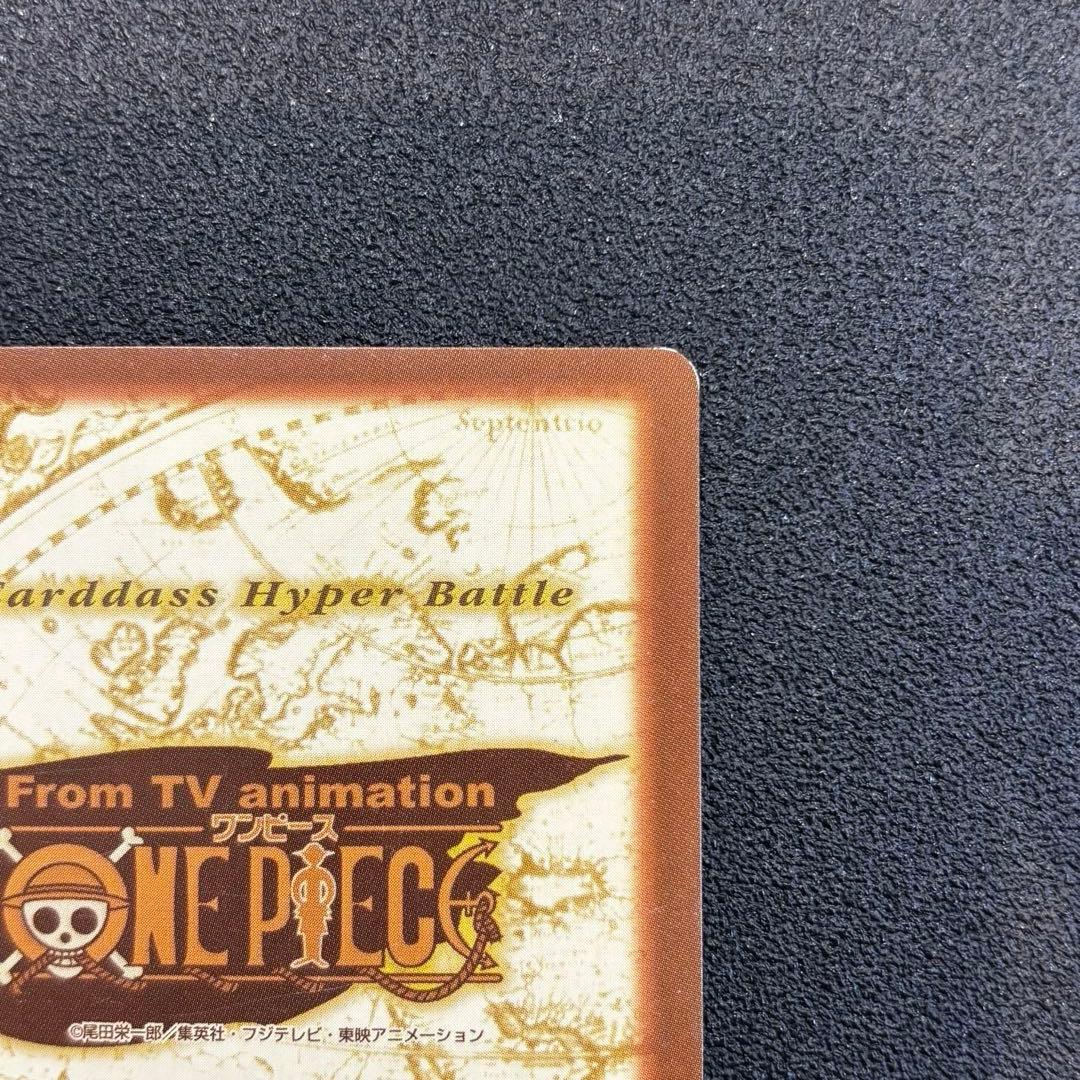 Septentrio
Carddass Hyper Battle
From TV animation
ワンピース
ONE PIECE
©尾田栄一郎／集英社・フジテレビ・東映アニメーション